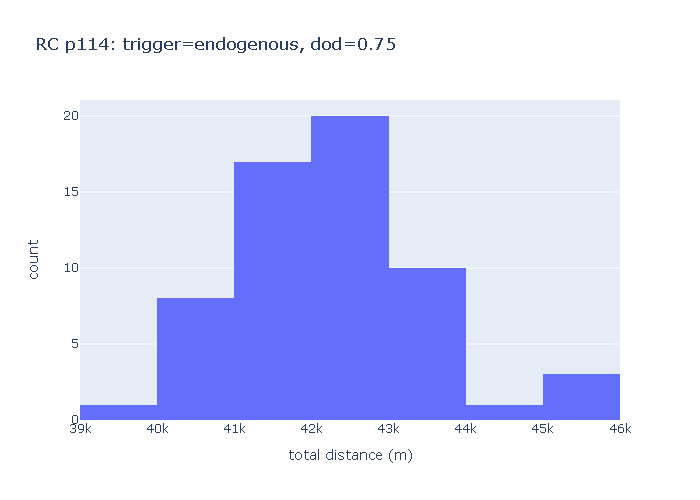 RC p114: trigger=endogenous, dod=0.75
20
15
10
5
0
count
39k 40k 41k 42k 43k 44k 45k 46k
total distance (m)